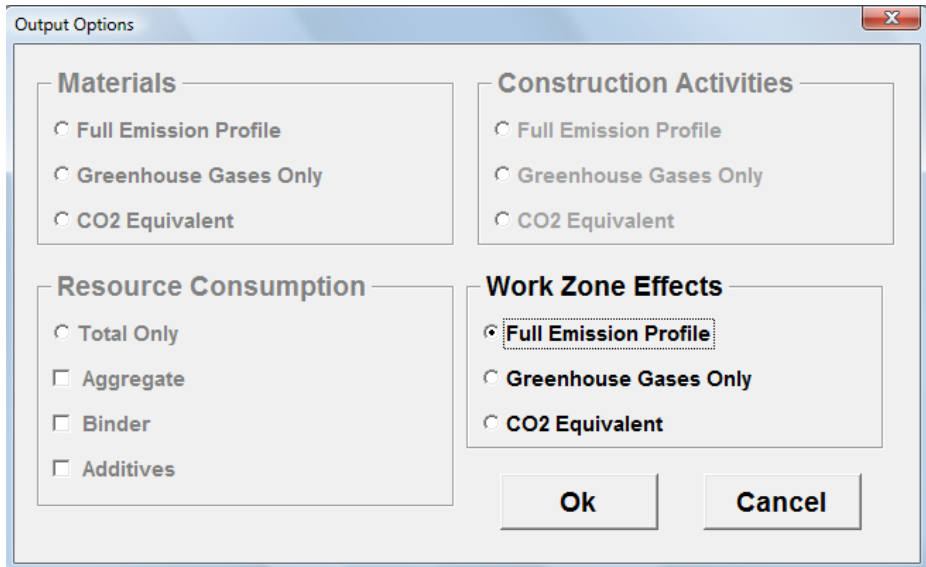 Output Options
Materials
Full Emission Profile
Greenhouse Gases Only
CO2 Equivalent
Construction Activities
Full Emission Profile
Greenhouse Gases Only
CO2 Equivalent
Resource Consumption
Total Only
Aggregate
Binder
Additives
Work Zone Effects
Full Emission Profile
Greenhouse Gases Only
CO2 Equivalent
Ok
Cancel